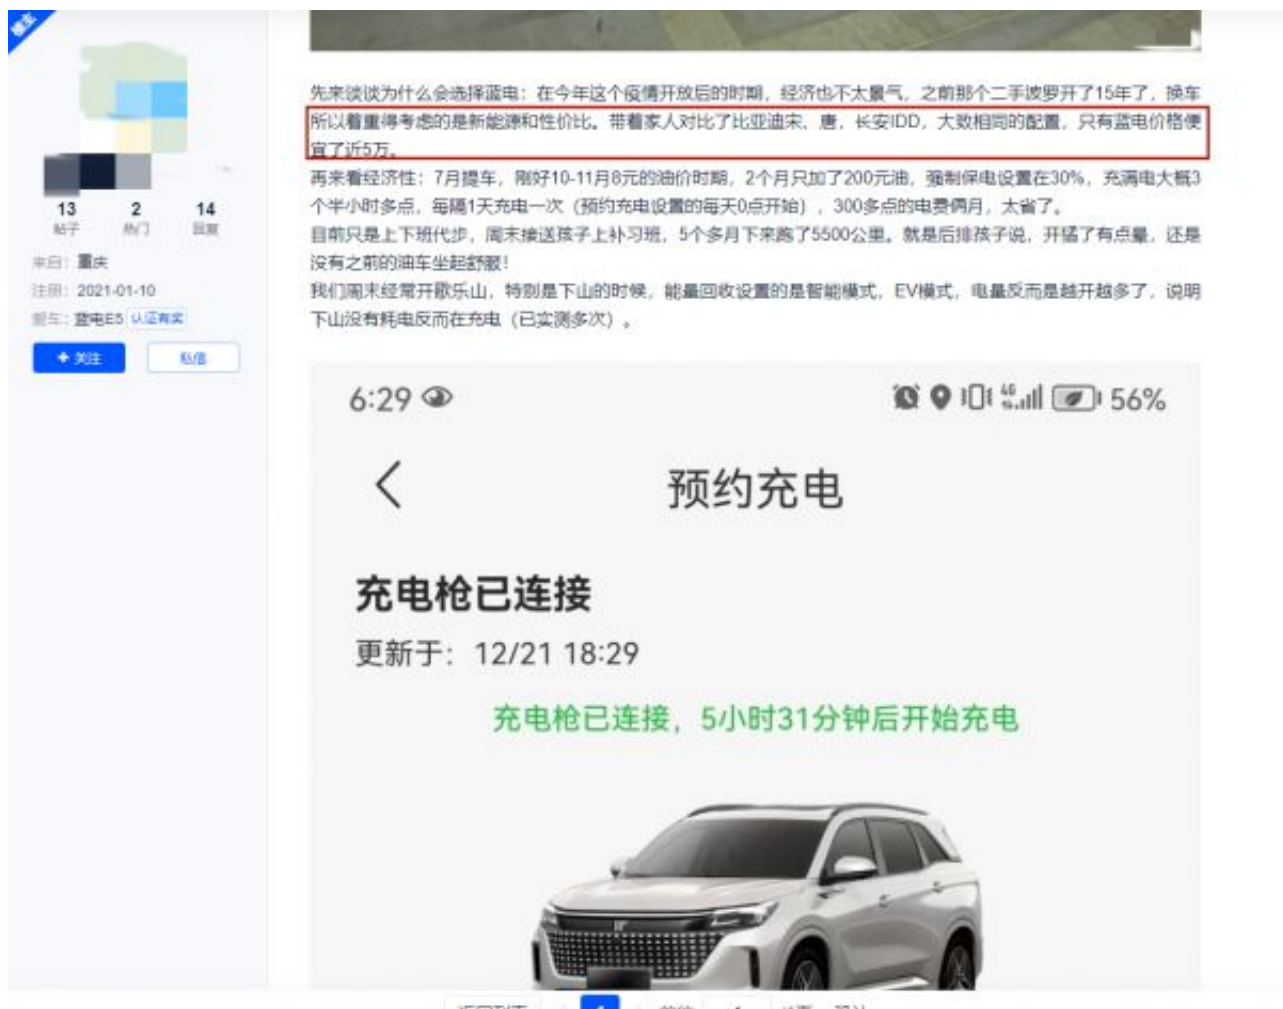 楼主
13 2 14
帖子 热门 回复
来自：重庆
注册：2021-01-10
爱车：蓝电E5 认证有奖
+ 关注 私信
先来谈谈为什么会选择蓝电：在今年这个疫情开放后的时期，经济也不太景气，之前那个二手波罗开了15年了，换车
所以着重得考虑的是新能源和性价比。带着家人对比了比亚迪宋、唐，长安IDD，大致相同的配置，只有蓝电价格便
宜了近5万。
再来看经济性：7月提车，刚好10-11月8元的油价时期，2个月只加了200元油，强制保电设置在30%，充满电大概3
个半小时多点，每隔1天充电一次（预约充电设置的每天0点开始），300多点的电费俩月，太省了。
目前只是上下班代步，周末接送孩子上补习班，5个多月下来跑了5500公里。就是后排孩子说，开猛了有点晕，还是
没有之前的油车坐起舒服！
我们周末经常开歌乐山，特别是下山的时候，能量回收设置的是智能模式，EV模式，电量反而是越开越多了，说明
下山没有耗电反而在充电（已实测多次）。
6:29 56%
预约充电
充电枪已连接
更新于：12/21 18:29
充电枪已连接，5小时31分钟后开始充电